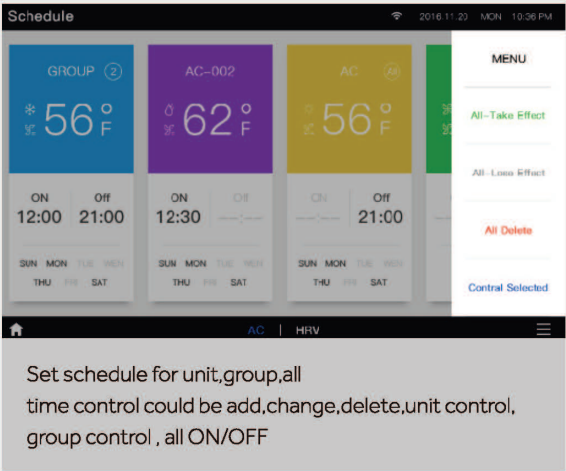 Schedule 2016.11.20 MON 10:36 PM
GROUP 2
56°F
ON Off
12:00 21:00
SUN MON TUE WEN
THU FRI SAT
AC-002
62°F
ON Off
12:30 --:--
SUN MON TUE WEN
THU FRI SAT
AC All
56°F
ON Off
--:-- 21:00
SUN MON TUE WEN
THU FRI SAT
MENU
All-Take Effect
All-Loss Effect
All Delete
Contral Selected
AC | HRV
Set schedule for unit,group,all
time control could be add,change,delete,unit control,
group control , all ON/OFF